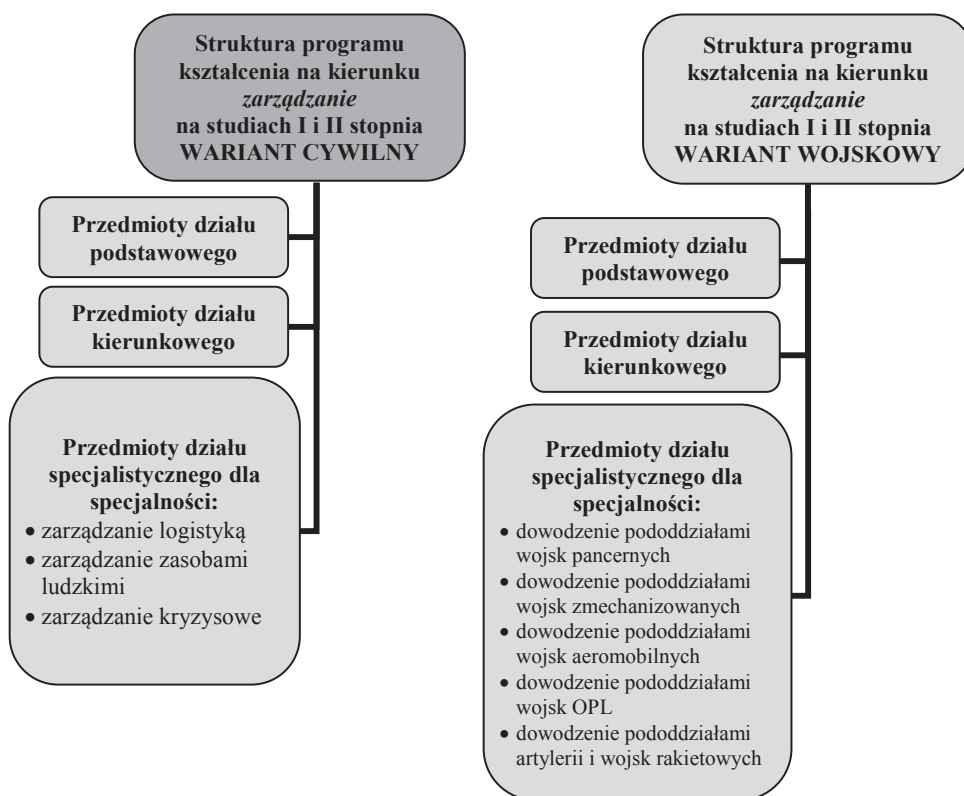 Struktura programu
kształcenia na kierunku
zarządzanie
na studiach I i II stopnia
WARIANT CYWILNY
Przedmioty działu
podstawowego
Przedmioty działu
kierunkowego
Przedmioty działu
specjalistycznego dla
specjalności:
• zarządzanie logistyką
• zarządzanie zasobami
ludzkimi
• zarządzanie kryzysowe
Struktura programu
kształcenia na kierunku
zarządzanie
na studiach I i II stopnia
WARIANT WOJSKOWY
Przedmioty działu
podstawowego
Przedmioty działu
kierunkowego
Przedmioty działu
specjalistycznego dla
specjalności:
• dowodzenie pododdziałami
wojsk pancernych
• dowodzenie pododdziałami
wojsk zmechanizowanych
• dowodzenie pododdziałami
wojsk aeromobilnych
• dowodzenie pododdziałami
wojsk OPL
• dowodzenie pododdziałami
artylerii i wojsk rakietowych